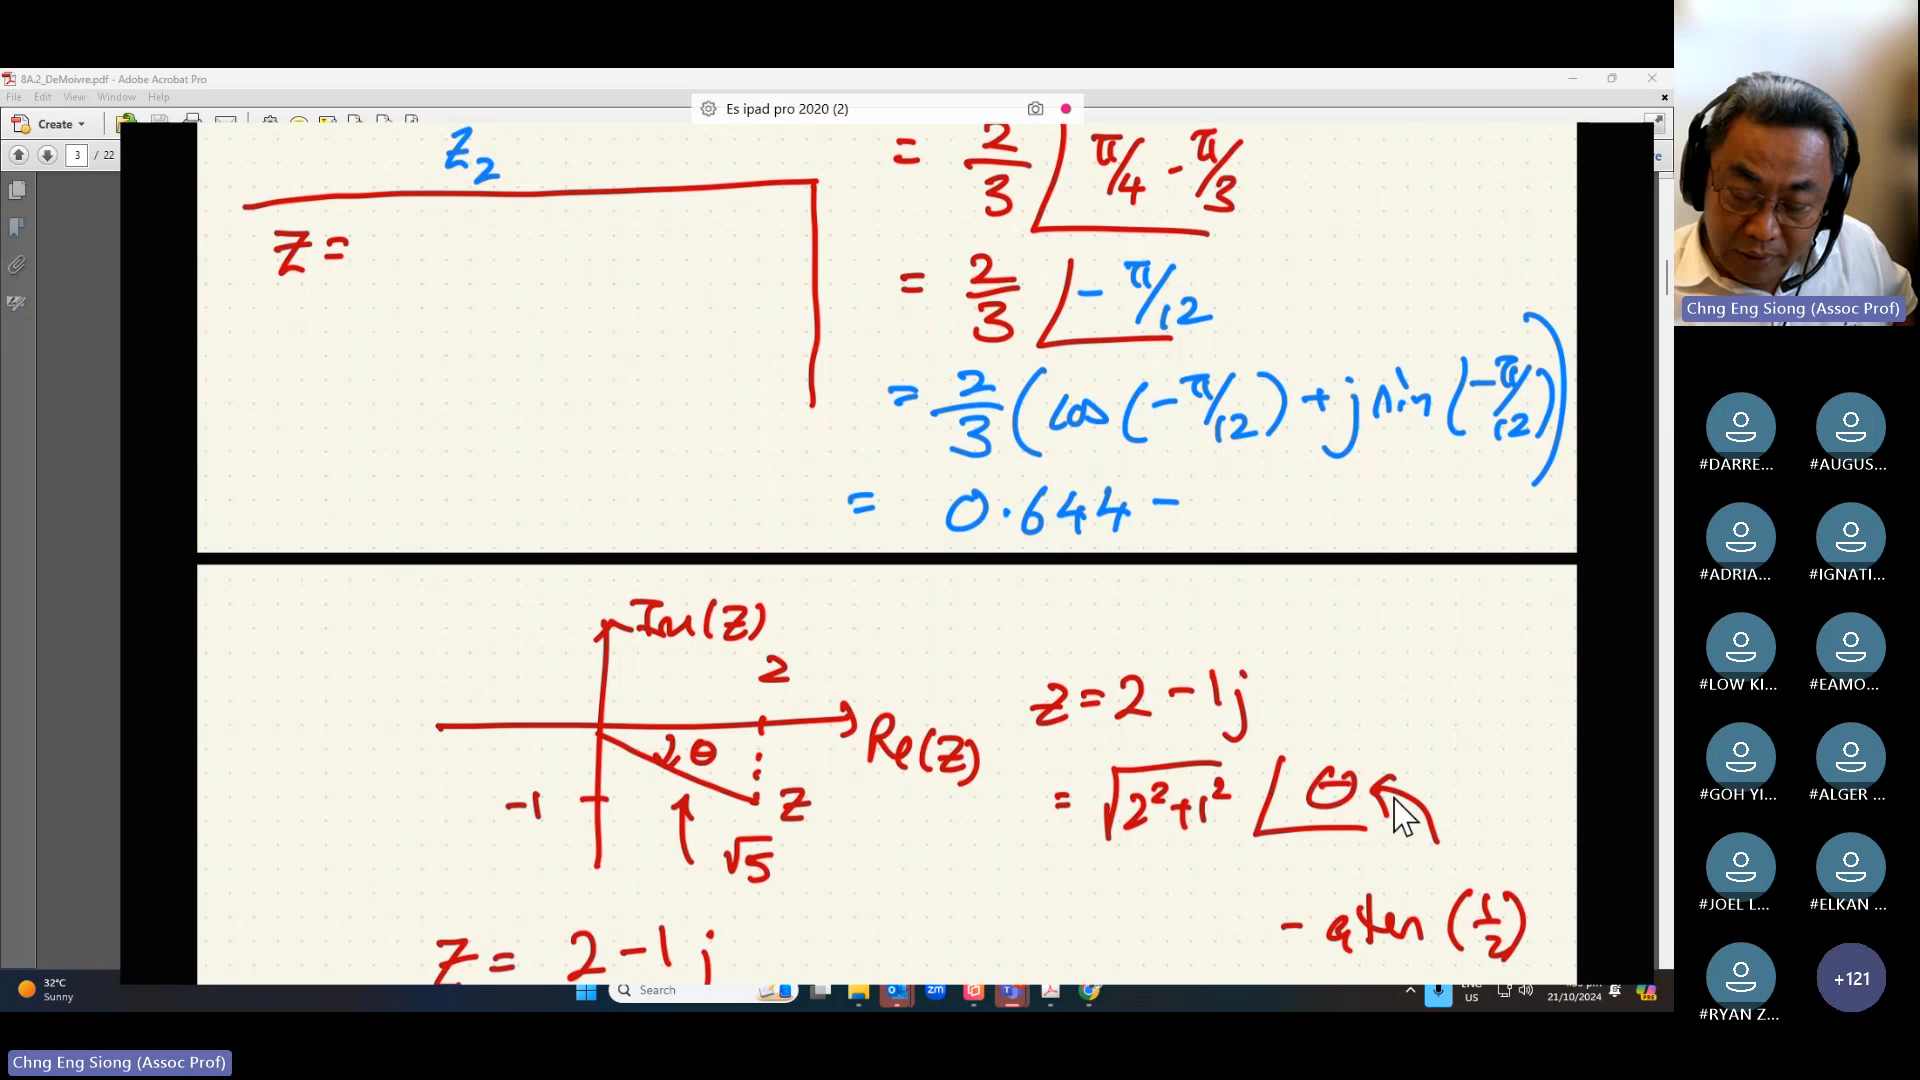 8A.2_DeMoivre.pdf - Adobe Acrobat Pro
File Edit View Window Help
Es ipad pro 2020 (2)
Create
3 / 22
z₂
z =
= 2/3 ∠ π/4 - π/3
= 2/3 ∠ - π/12
= 2/3 (cos(-π/12) + j sin(-π/12))
= 0.644 -
Im(z)
2
Re(z)
θ
-1
z
√5
z = 2 - 1j
= √2²+1² ∠ θ
- atan (1/2)
z = 2 - 1j
32°C
Sunny
Search
US
21/10/2024
Chng Eng Siong (Assoc Prof)
#DARRE...
#AUGUS...
#ADRIA...
#IGNATI...
#LOW KI...
#EAMO...
#GOH YI...
#ALGER ...
#JOEL L...
#ELKAN ...
#RYAN Z...
+121
Chng Eng Siong (Assoc Prof)